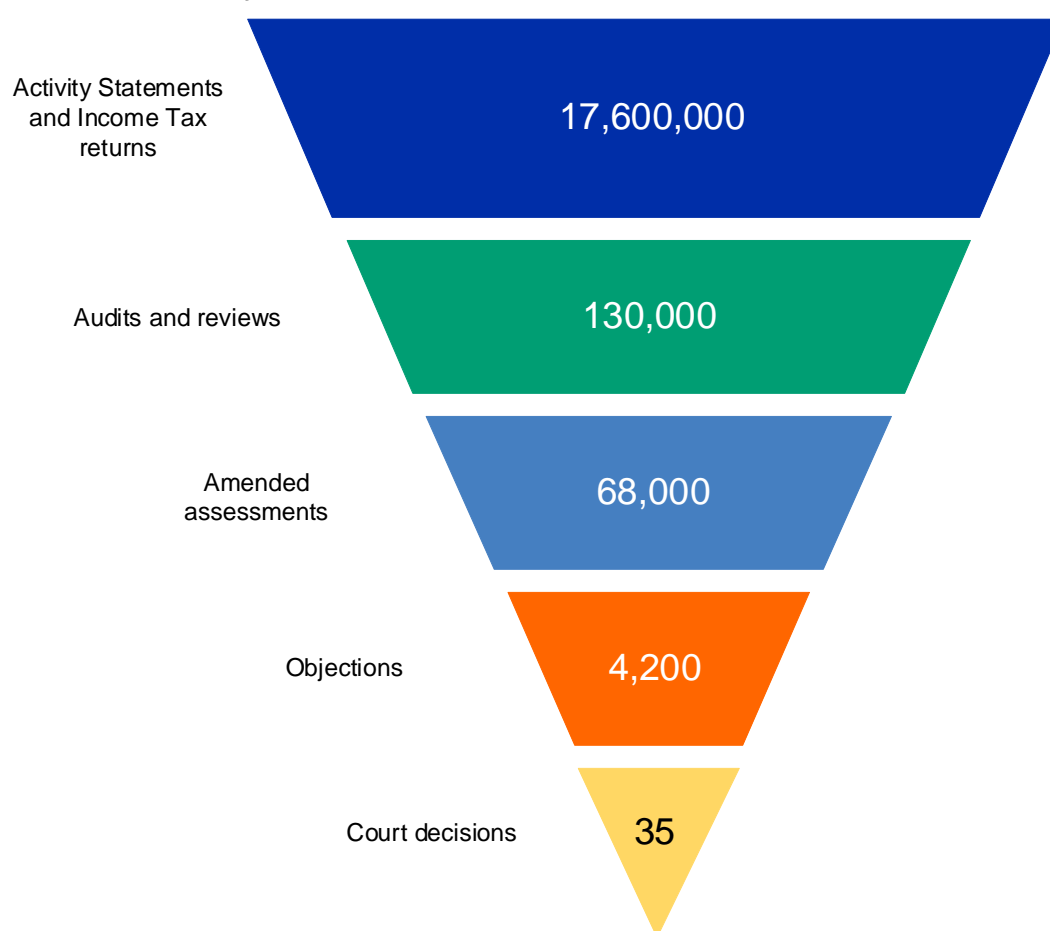 Activity Statements
and Income Tax
returns
17,600,000
Audits and reviews
130,000
Amended
assessments
68,000
Objections
4,200
Court decisions
35